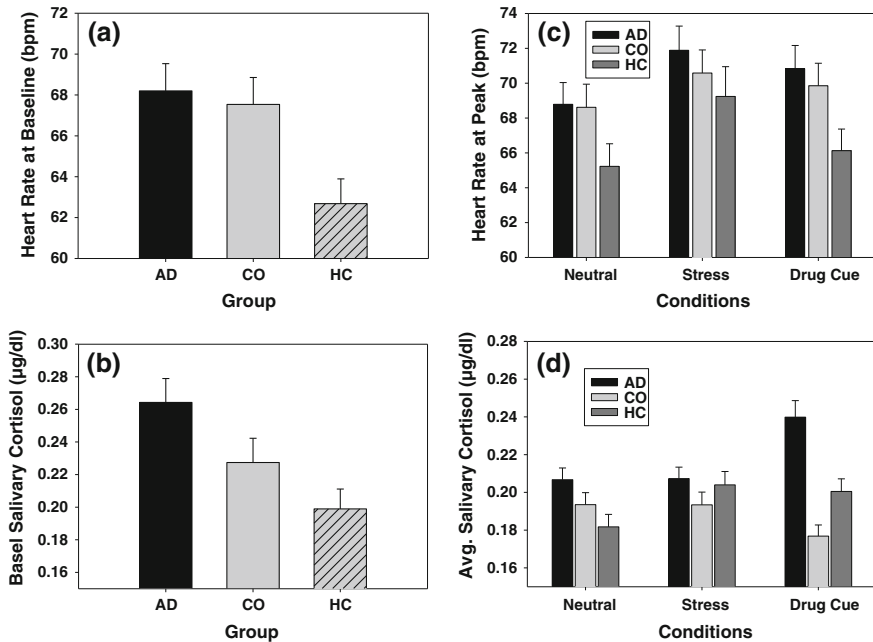 (a)
Heart Rate at Baseline (bpm)
72
70
68
66
64
62
60
AD CO HC
Group
(c)
Heart Rate at Peak (bpm)
74
72
70
68
66
64
62
60
AD
CO
HC
Neutral Stress Drug Cue
Conditions
(b)
Basel Salivary Cortisol (µg/dl)
0.30
0.28
0.26
0.24
0.22
0.20
0.18
0.16
AD CO HC
Group
(d)
Avg. Salivary Cortisol (µg/dl)
0.28
0.26
0.24
0.22
0.20
0.18
0.16
AD
CO
HC
Neutral Stress Drug Cue
Conditions